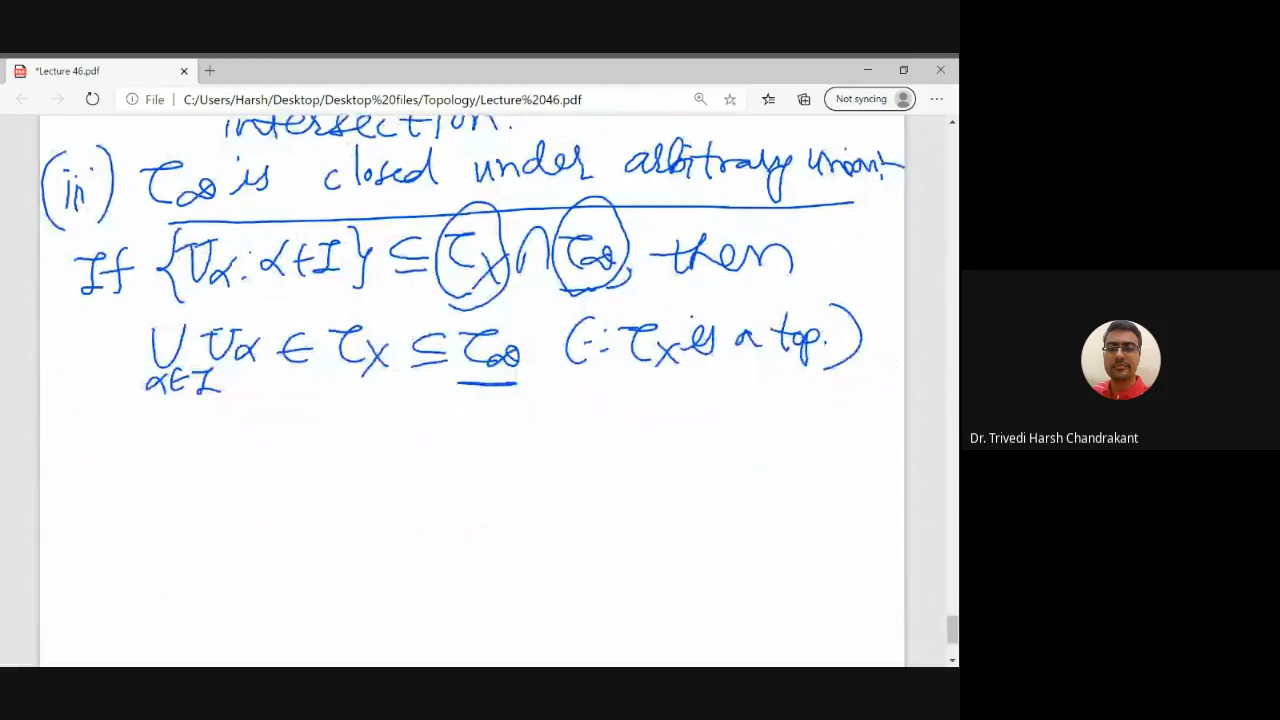 *Lecture 46.pdf
File | C:/Users/Harsh/Desktop/Desktop%20files/Topology/Lecture%2046.pdf
Not syncing
intersection.
(iii) τ∞ is closed under arbitrary union:
If {Uα : α∈I} ⊆ τX ∩ τ∞, then
∪ Uα ∈ τX ⊆ τ∞ (∵ τX is a top.)
α∈I
Dr. Trivedi Harsh Chandrakant